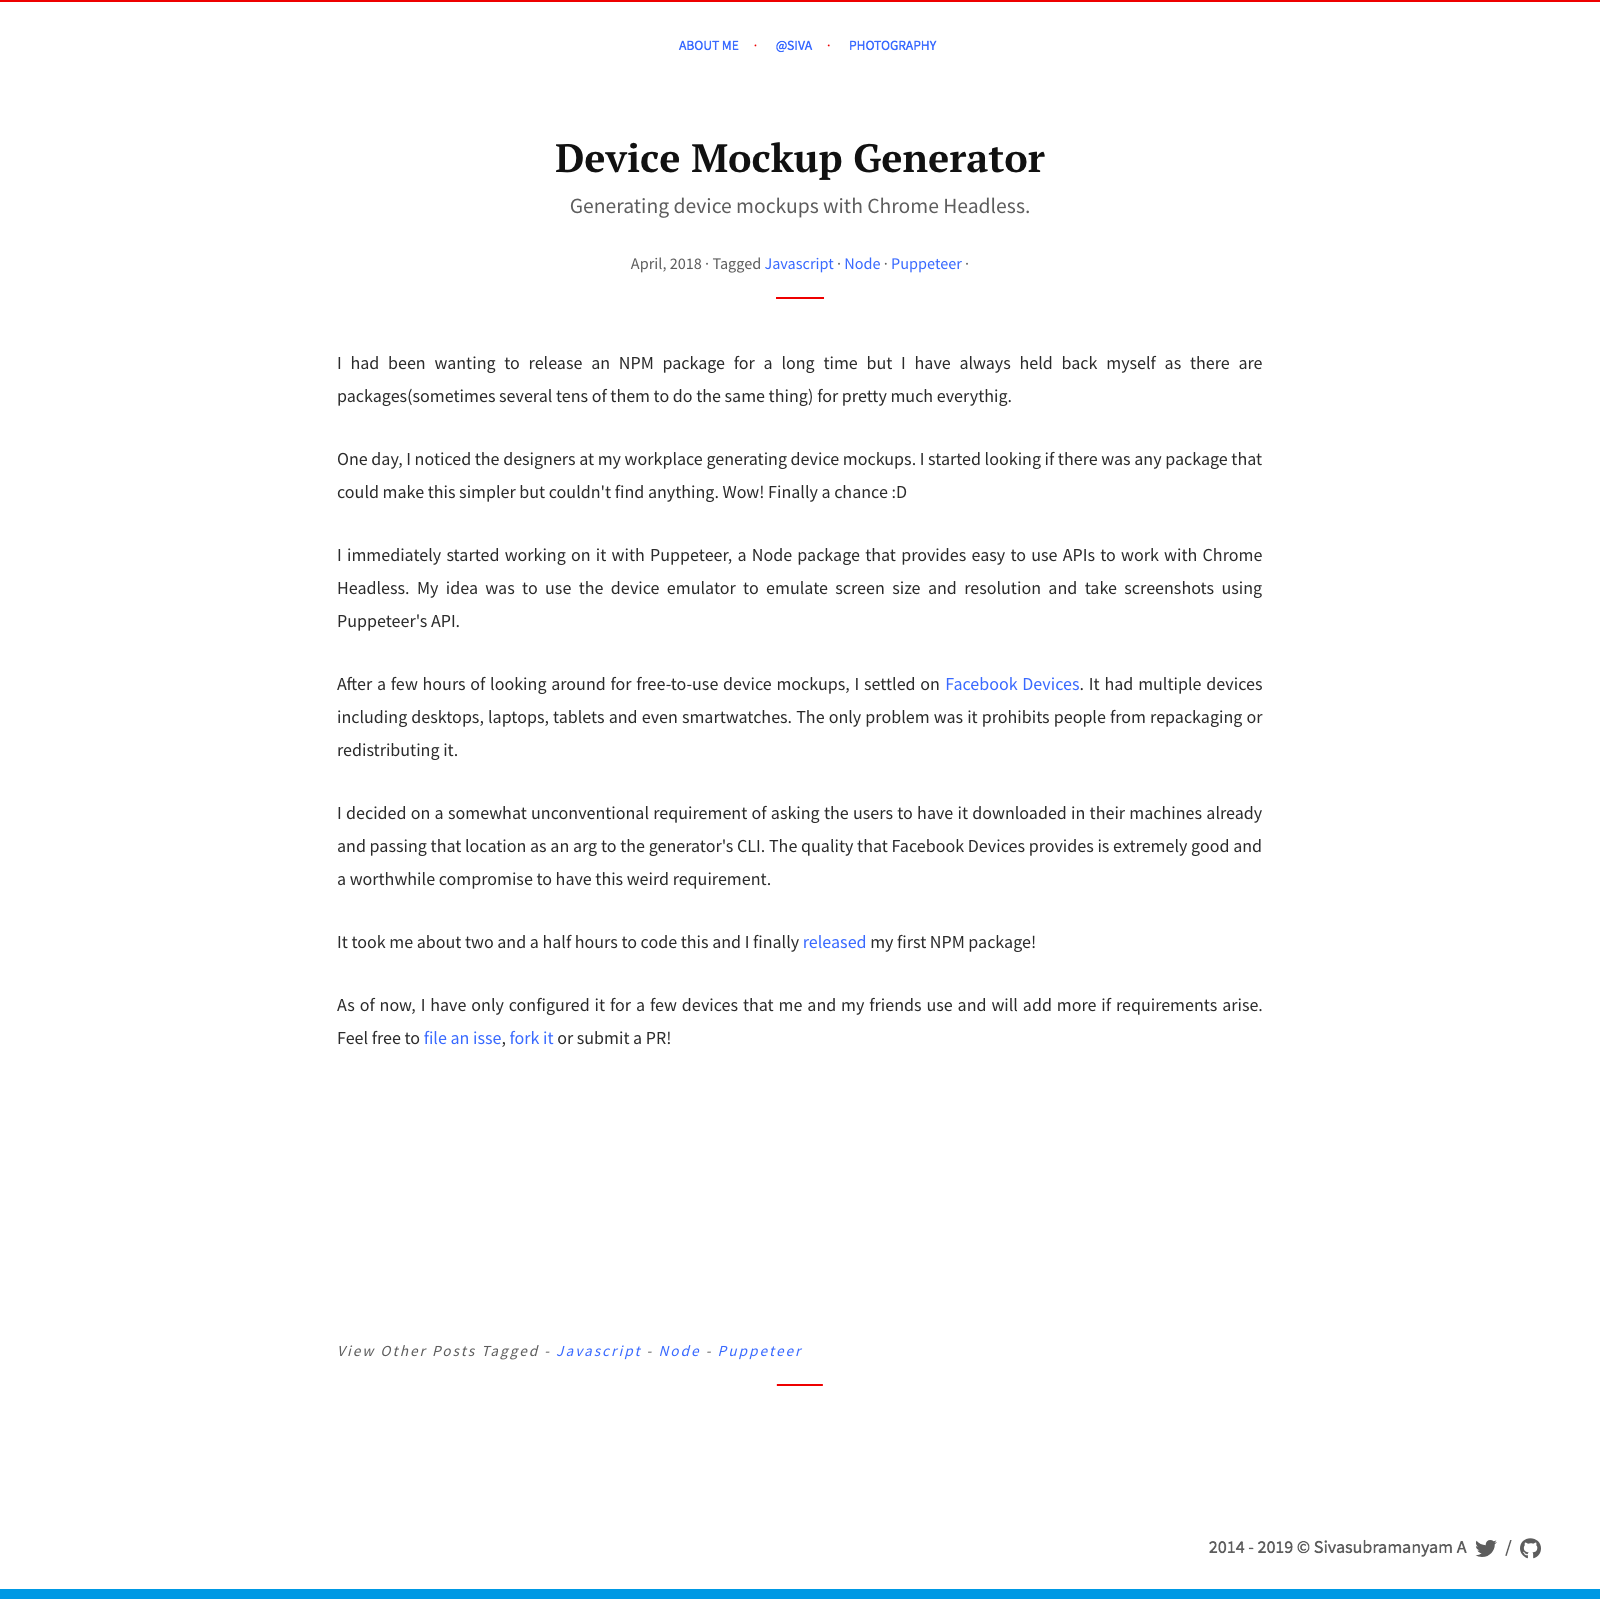 ABOUT ME · @SIVA · PHOTOGRAPHY
Device Mockup Generator
Generating device mockups with Chrome Headless.
April, 2018 · Tagged Javascript · Node · Puppeteer ·
I had been wanting to release an NPM package for a long time but I have always held back myself as there are
packages(sometimes several tens of them to do the same thing) for pretty much everythig.
One day, I noticed the designers at my workplace generating device mockups. I started looking if there was any package that
could make this simpler but couldn't find anything. Wow! Finally a chance :D
I immediately started working on it with Puppeteer, a Node package that provides easy to use APIs to work with Chrome
Headless. My idea was to use the device emulator to emulate screen size and resolution and take screenshots using
Puppeteer's API.
After a few hours of looking around for free-to-use device mockups, I settled on Facebook Devices. It had multiple devices
including desktops, laptops, tablets and even smartwatches. The only problem was it prohibits people from repackaging or
redistributing it.
I decided on a somewhat unconventional requirement of asking the users to have it downloaded in their machines already
and passing that location as an arg to the generator's CLI. The quality that Facebook Devices provides is extremely good and
a worthwhile compromise to have this weird requirement.
It took me about two and a half hours to code this and I finally released my first NPM package!
As of now, I have only configured it for a few devices that me and my friends use and will add more if requirements arise.
Feel free to file an isse, fork it or submit a PR!
View Other Posts Tagged - Javascript - Node - Puppeteer
2014 - 2019 © Sivasubramanyam A /